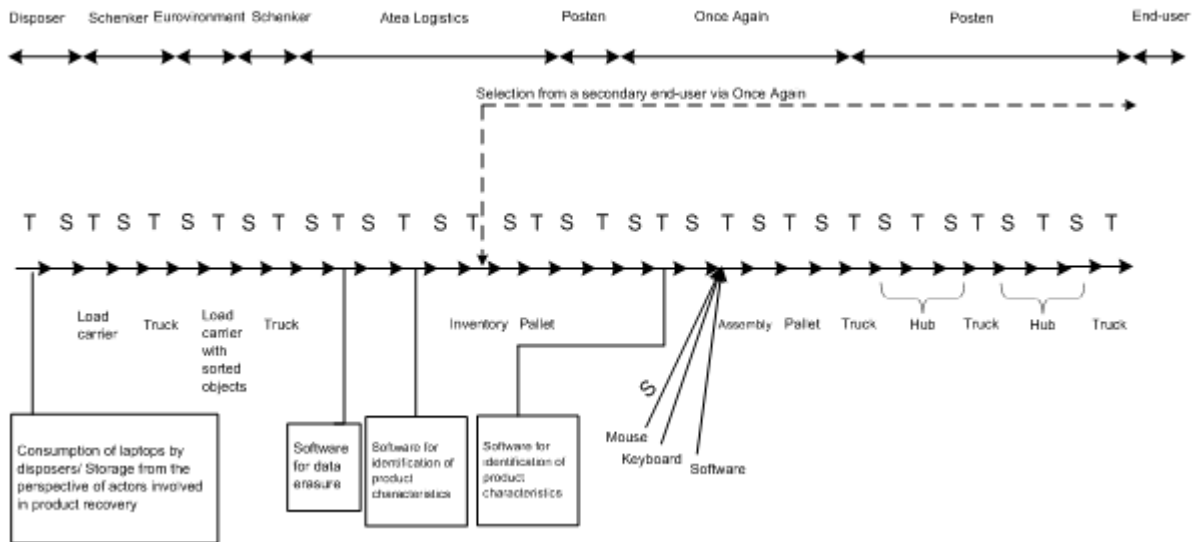 Disposer Schenker Eurovironment Schenker Atea Logistics Posten Once Again Posten End-user
Selection from a secondary end-user via Once Again
T S T S T S T S T S T S T S T S T S T S T S T S T S T S T S T S T S T
Load
carrier
Truck
Load
carrier
with
sorted
objects
Truck
Inventory Pallet
Assembly Pallet Truck Hub Truck Hub Truck
S
Mouse
Keyboard
Software
Consumption of laptops by
disposers/ Storage from the
perspective of actors involved
in product recovery
Software
for data
erasure
Software for
identification of
product
characteristics
Software for
identification of
product
characteristics